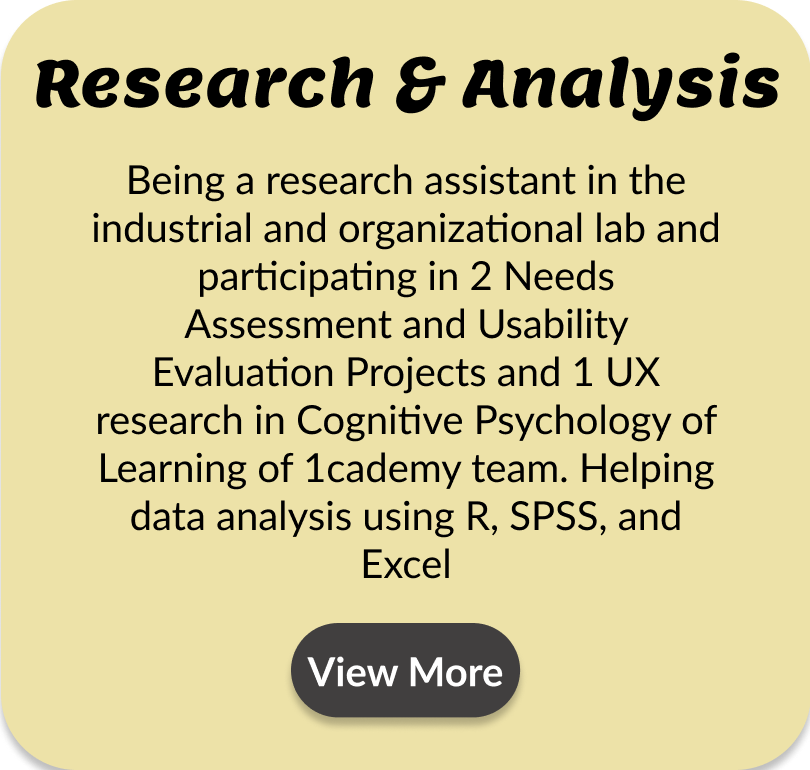 Research & Analysis
Being a research assistant in the
industrial and organizational lab and
participating in 2 Needs
Assessment and Usability
Evaluation Projects and 1 UX
research in Cognitive Psychology of
Learning of 1cademy team. Helping
data analysis using R, SPSS, and
Excel
View More